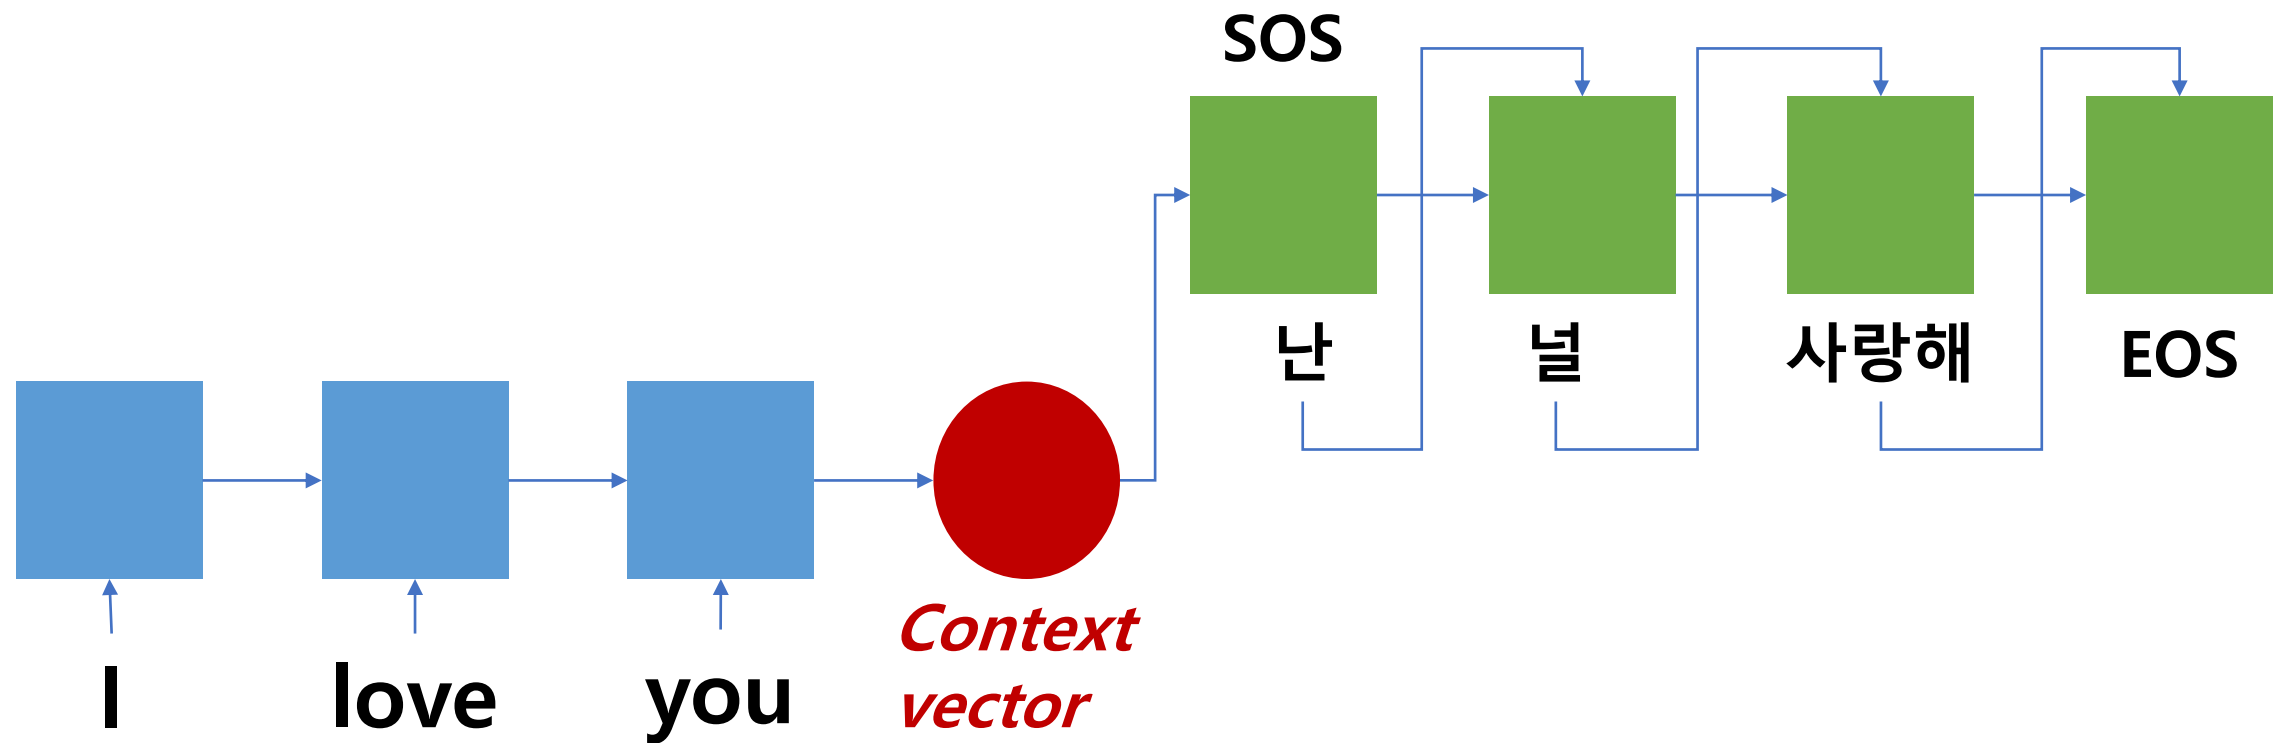 SOS
난 널 사랑해 EOS
I love you
Context
vector